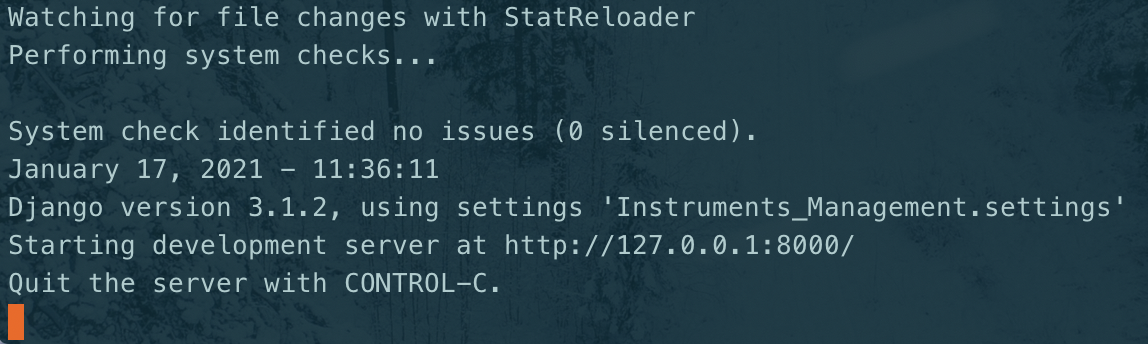 Watching for file changes with StatReloader
Performing system checks...
System check identified no issues (0 silenced).
January 17, 2021 - 11:36:11
Django version 3.1.2, using settings 'Instruments_Management.settings'
Starting development server at http://127.0.0.1:8000/
Quit the server with CONTROL-C.